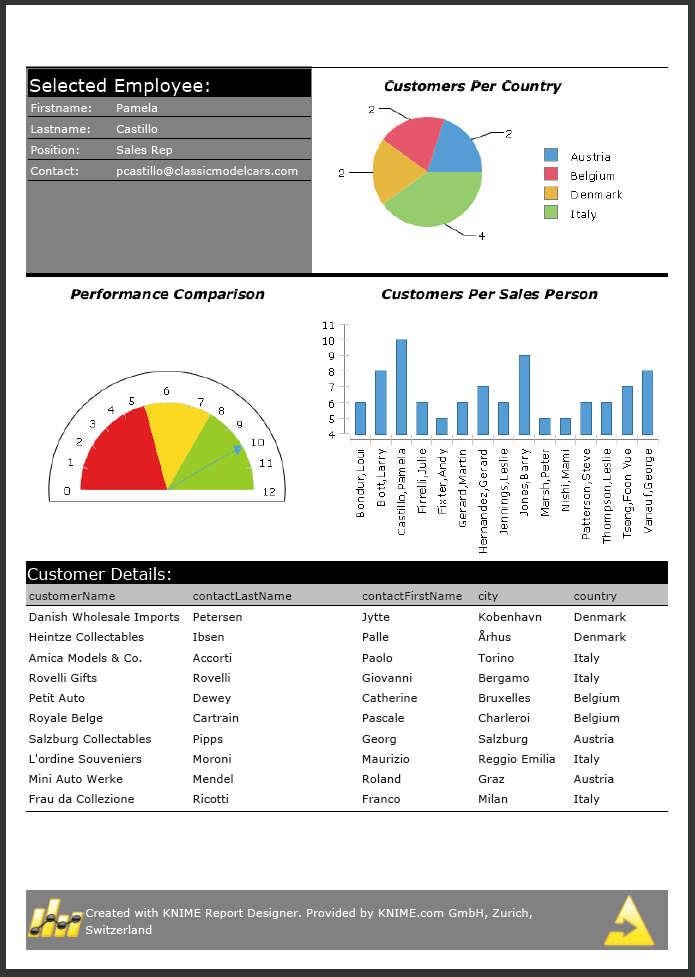 Selected Employee:
Firstname: Pamela
Lastname: Castillo
Position: Sales Rep
Contact: pcastillo@classicmodelcars.com
Customers Per Country
2
2
2
4
Austria
Belgium
Denmark
Italy
Performance Comparison
0
1
2
3
4
5
6
7
8
9
10
11
12
Customers Per Sales Person
11
10
9
8
7
6
5
4
Bondur,Loui
Bott,Larry
Castillo,Pamela
Firrelli,Julie
Fixter,Andy
Gerard,Martin
Hernandez,Gerard
Jennings,Leslie
Jones,Barry
Marsh,Peter
Nishi,Mami
Patterson,Steve
Thompson,Leslie
Tseng,Foon Yue
Vanauf,George
Customer Details:
customerName contactLastName contactFirstName city country
Danish Wholesale Imports Petersen Jytte Kobenhavn Denmark
Heintze Collectables Ibsen Palle Århus Denmark
Amica Models & Co. Accorti Paolo Torino Italy
Rovelli Gifts Rovelli Giovanni Bergamo Italy
Petit Auto Dewey Catherine Bruxelles Belgium
Royale Belge Cartrain Pascale Charleroi Belgium
Salzburg Collectables Pipps Georg Salzburg Austria
L'ordine Souveniers Moroni Maurizio Reggio Emilia Italy
Mini Auto Werke Mendel Roland Graz Austria
Frau da Collezione Ricotti Franco Milan Italy
Created with KNIME Report Designer. Provided by KNIME.com GmbH, Zurich,
Switzerland